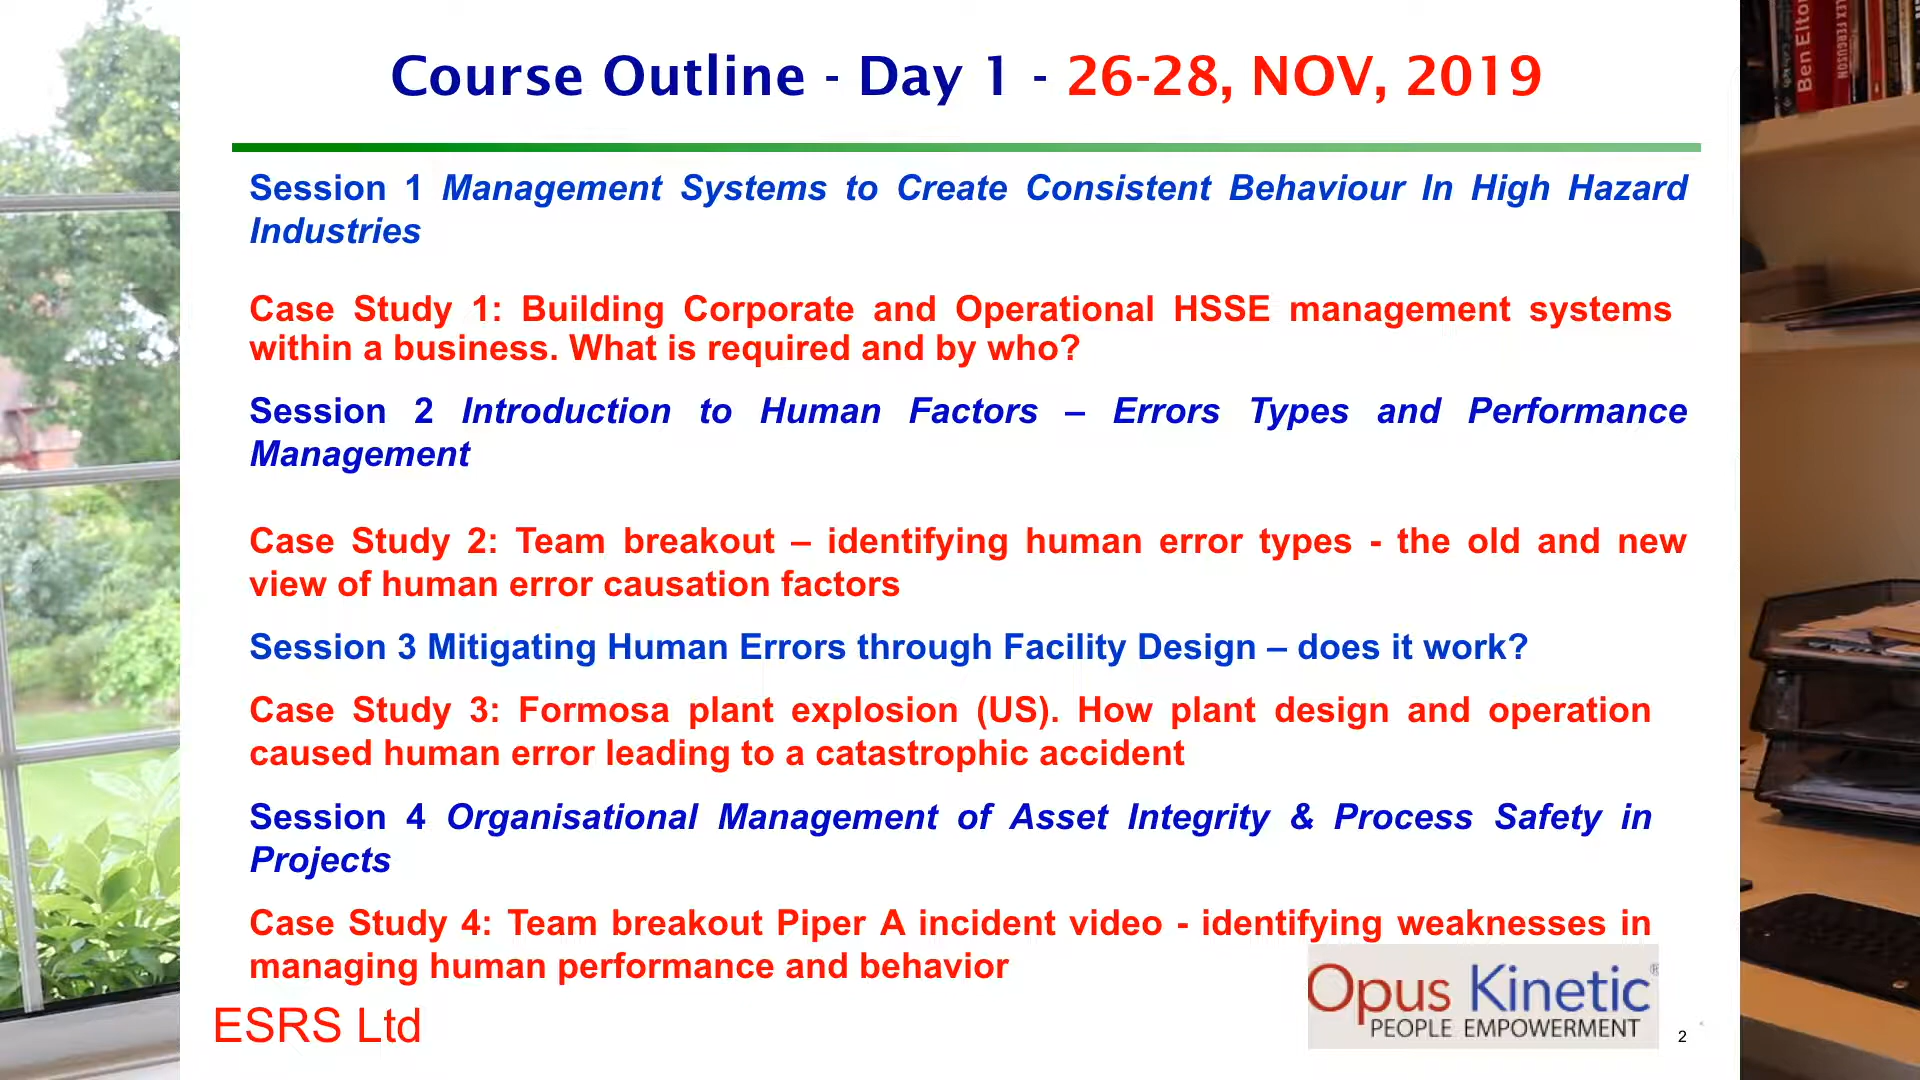 Course Outline - Day 1 - 26-28, NOV, 2019
Session 1 Management Systems to Create Consistent Behaviour In High Hazard
Industries
Case Study 1: Building Corporate and Operational HSSE management systems
within a business. What is required and by who?
Session 2 Introduction to Human Factors – Errors Types and Performance
Management
Case Study 2: Team breakout – identifying human error types - the old and new
view of human error causation factors
Session 3 Mitigating Human Errors through Facility Design – does it work?
Case Study 3: Formosa plant explosion (US). How plant design and operation
caused human error leading to a catastrophic accident
Session 4 Organisational Management of Asset Integrity & Process Safety in
Projects
Case Study 4: Team breakout Piper A incident video - identifying weaknesses in
managing human performance and behavior
ESRS Ltd
Opus Kinetic®
PEOPLE EMPOWERMENT
2
Ben Elton
LEX FERGUSON